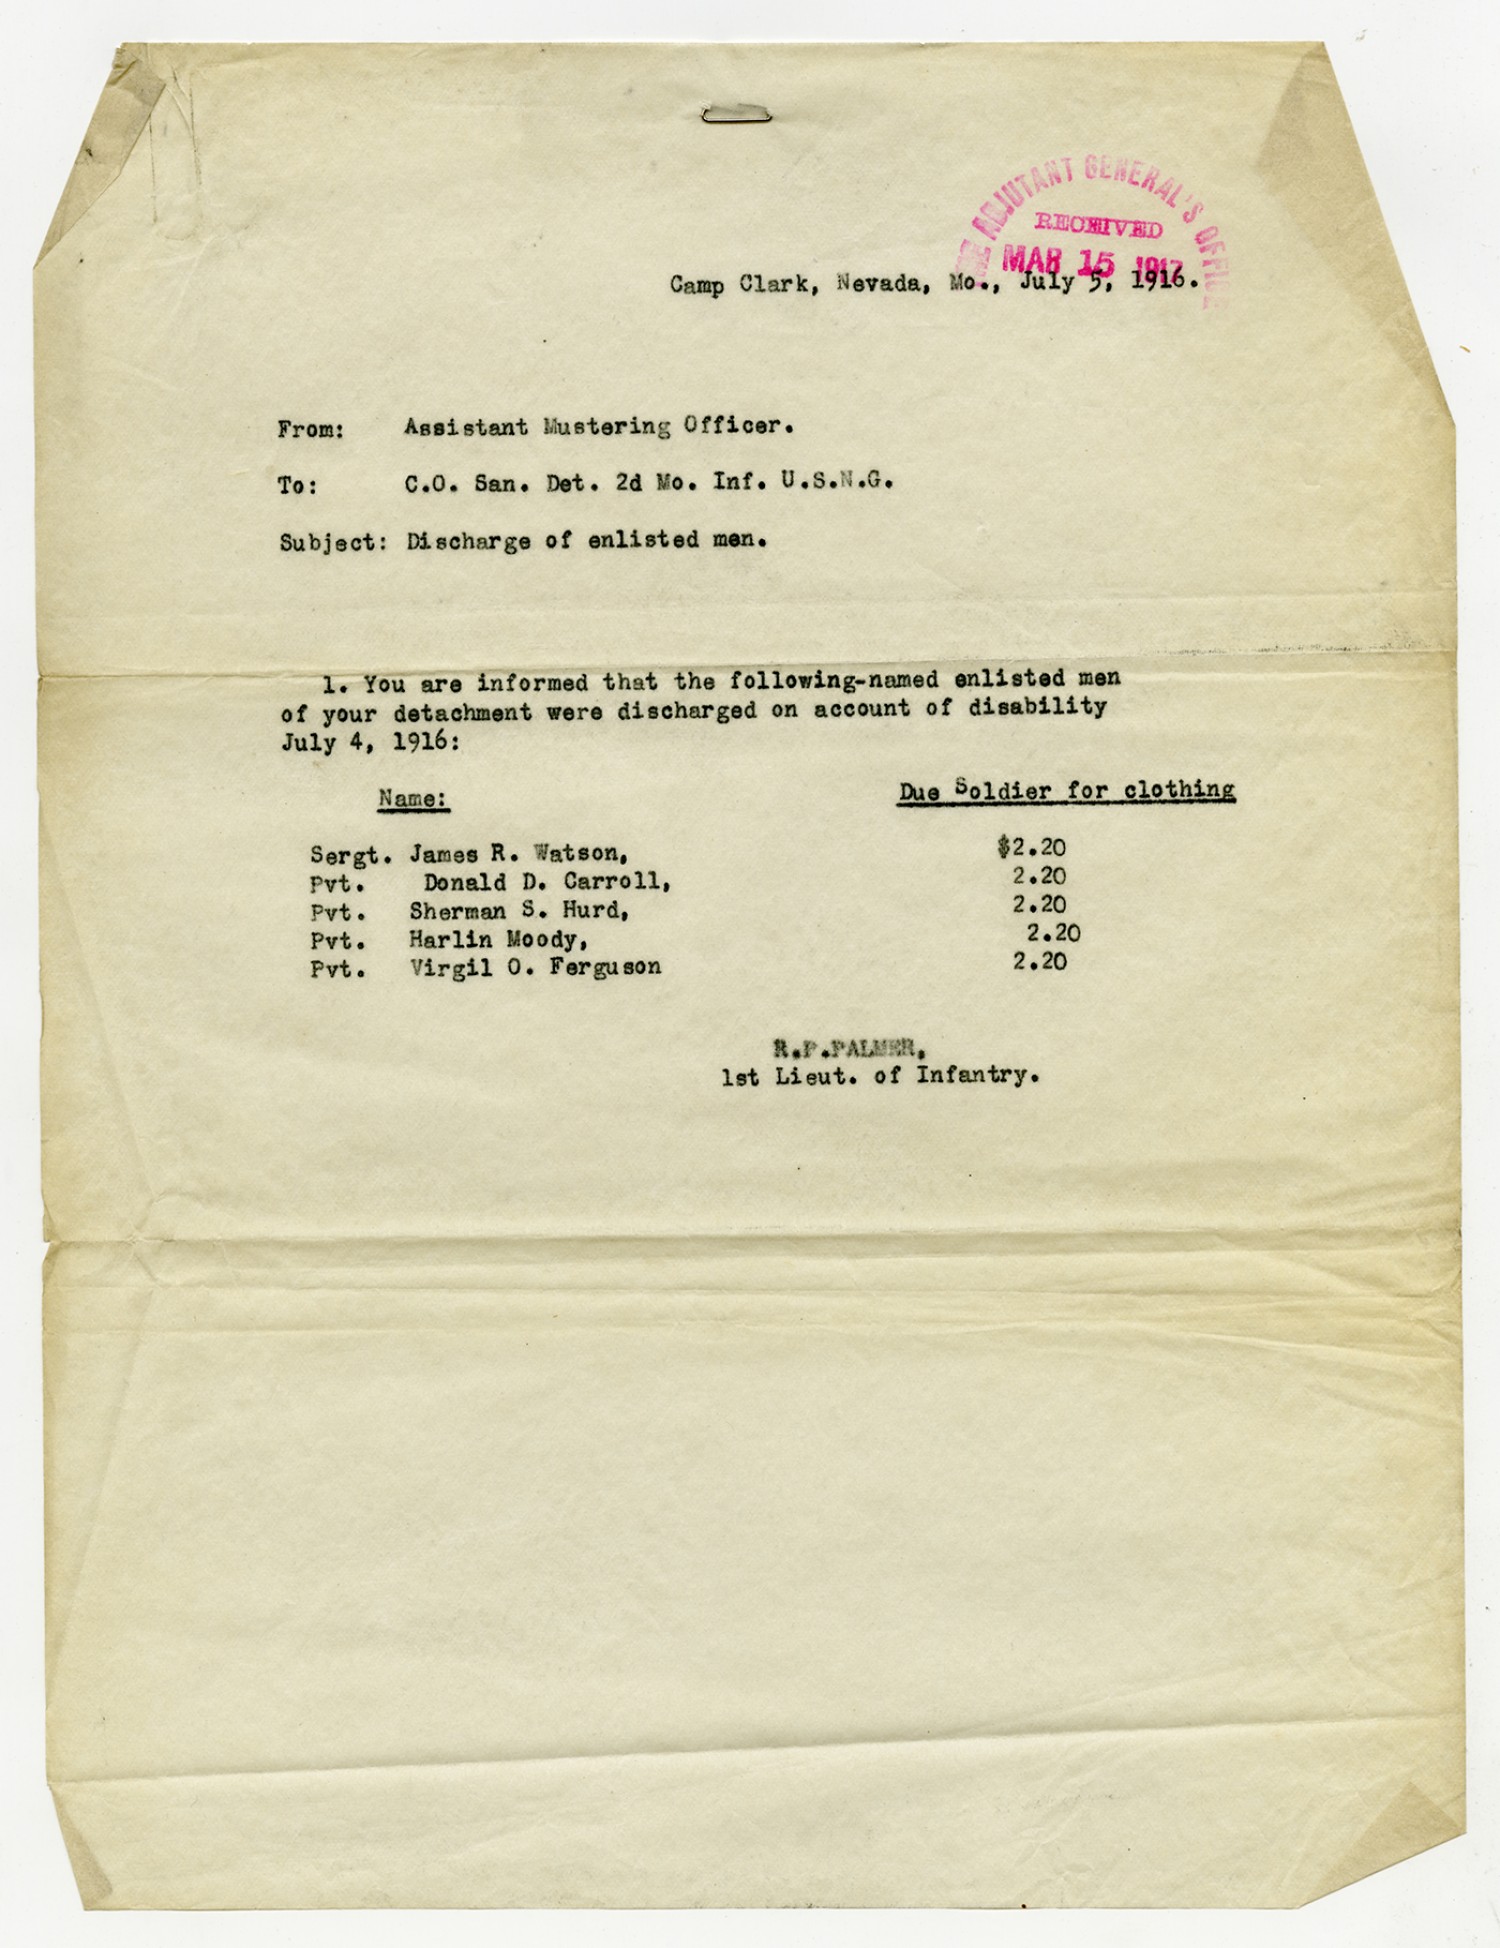 THE ADJUTANT GENERAL'S OFFICE
RECEIVED
MAR 15 1917
Camp Clark, Nevada, Mo., July 5, 1916.
From: Assistant Mustering Officer.
To: C.O. San. Det. 2d Mo. Inf. U.S.N.G.
Subject: Discharge of enlisted men.
1. You are informed that the following-named enlisted men
of your detachment were discharged on account of disability
July 4, 1916:
Name: Due Soldier for clothing
Sergt. James R. Watson, $2.20
Pvt. Donald D. Carroll, 2.20
Pvt. Sherman S. Hurd, 2.20
Pvt. Harlin Moody, 2.20
Pvt. Virgil O. Ferguson 2.20
R.P.PALMER,
1st Lieut. of Infantry.